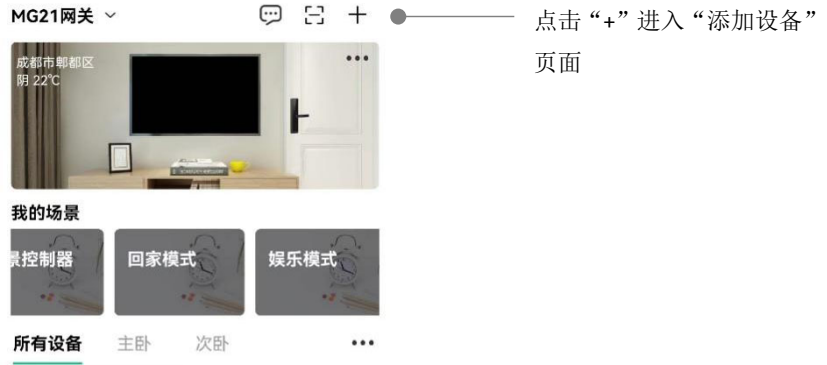 MG21网关
点击“+”进入“添加设备”
页面
成都市郫都区
阴 22℃
我的场景
景控制器
回家模式
娱乐模式
所有设备
主卧
次卧